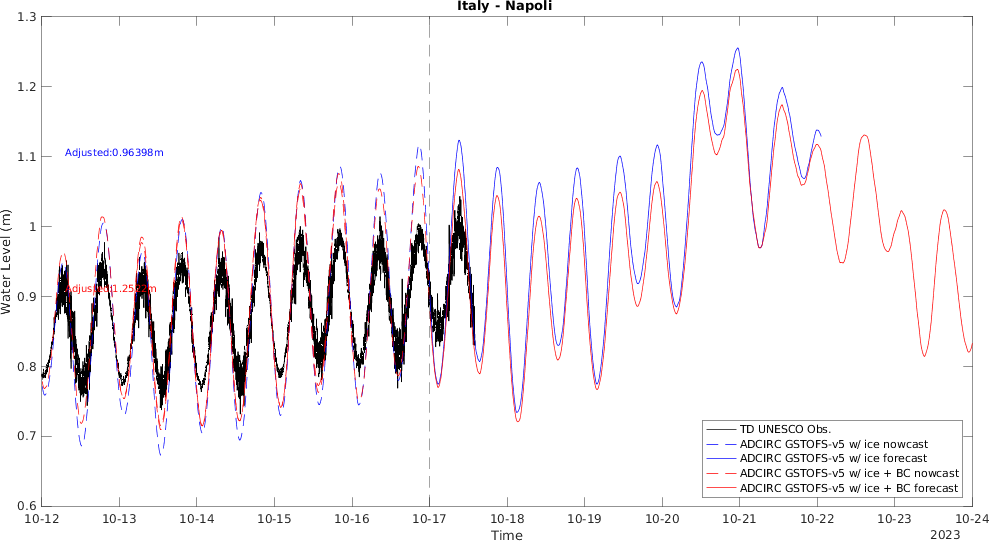 Italy - Napoli
1.3
1.2
1.1
1
0.9
0.8
0.7
0.6
Water Level (m)
Adjusted:0.96398m
10-12
10-13
10-14
10-15
10-16
10-17
10-18
10-19
10-20
10-21
10-22
10-23
10-24
Time
2023
TD UNESCO Obs.
ADCIRC GSTOFS-v5 w/ ice nowcast
ADCIRC GSTOFS-v5 w/ ice forecast
ADCIRC GSTOFS-v5 w/ ice + BC nowcast
ADCIRC GSTOFS-v5 w/ ice + BC forecast